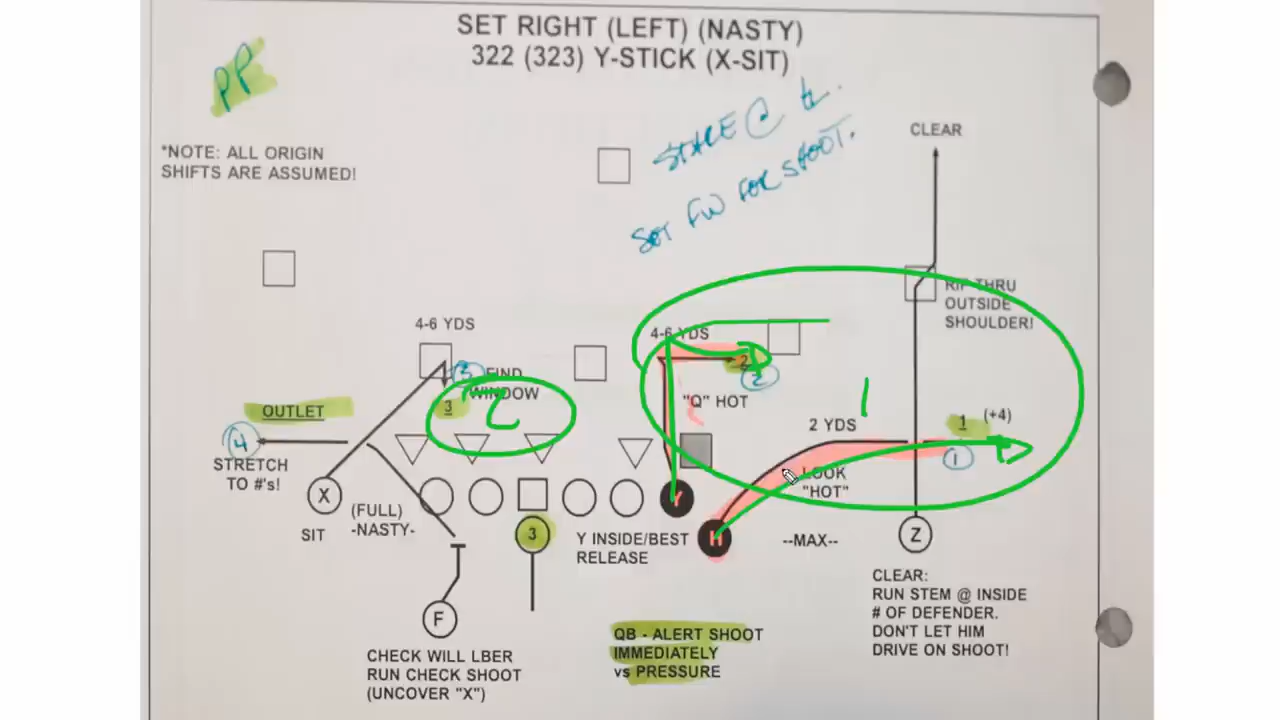 SET RIGHT (LEFT) (NASTY)
322 (323) Y-STICK (X-SIT)
PP
*NOTE: ALL ORIGIN
SHIFTS ARE ASSUMED!
STARE @
SET FW FOR SHOOT.
CLEAR
RIP THRU
OUTSIDE
SHOULDER!
4-6 YDS
4-6 YDS
2
2
3 FIND
WINDOW
3
2
"Q" HOT
1
2 YDS
1 (+4)
1
OUTLET
4
STRETCH
TO #'s!
LOOK
"HOT"
X
Y
SIT
(FULL)
-NASTY-
3
H
Z
Y INSIDE/BEST
RELEASE
--MAX--
F
CLEAR:
RUN STEM @ INSIDE
# OF DEFENDER.
DON'T LET HIM
DRIVE ON SHOOT!
QB - ALERT SHOOT
IMMEDIATELY
vs PRESSURE
CHECK WILL LBER
RUN CHECK SHOOT
(UNCOVER "X")